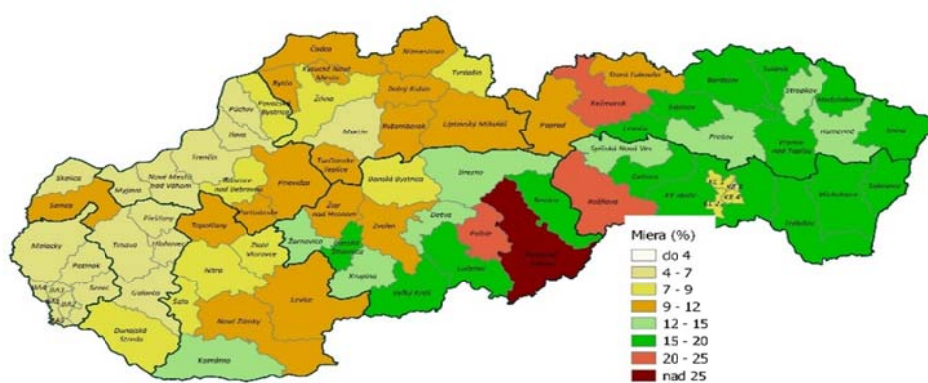 Čadca
Námestovo
Kysucké Nové
Mesto
Tvrdošín
Bytča
Žilina
Dolný Kubín
Stará Ľubovňa
Kežmarok
Bardejov
Svidník
Stropkov
Medzilaborce
Púchov
Považská
Bystrica
Martin
Ružomberok
Liptovský Mikuláš
Poprad
Sabinov
Levoča
Prešov
Humenné
Snina
Ilava
Trenčín
Turčianske
Teplice
Spišská Nová Ves
Vranov
nad Topľou
Skalica
Myjava
Nové Mesto
nad Váhom
Bánovce
nad Bebravou
Prievidza
Banská Bystrica
Brezno
Gelnica
Michalovce
Sobrance
Senica
Partizánske
Žiar
nad Hronom
Zvolen
Detva
Revúca
Rožňava
KE okolie
Trebišov
Piešťany
Topoľčany
Malacky
Trnava
Hlohovec
Zlaté
Moravce
Žarnovica
Banská
Štiavnica
Poltár
Rimavská
Sobota
Pezinok
Nitra
Krupina
Lučenec
Senec
Galanta
Šaľa
Levice
Veľký Krtíš
Dunajská
Streda
Nové Zámky
Komárno
Miera (%)
do 4
4 - 7
7 - 9
9 - 12
12 - 15
15 - 20
20 - 25
nad 25